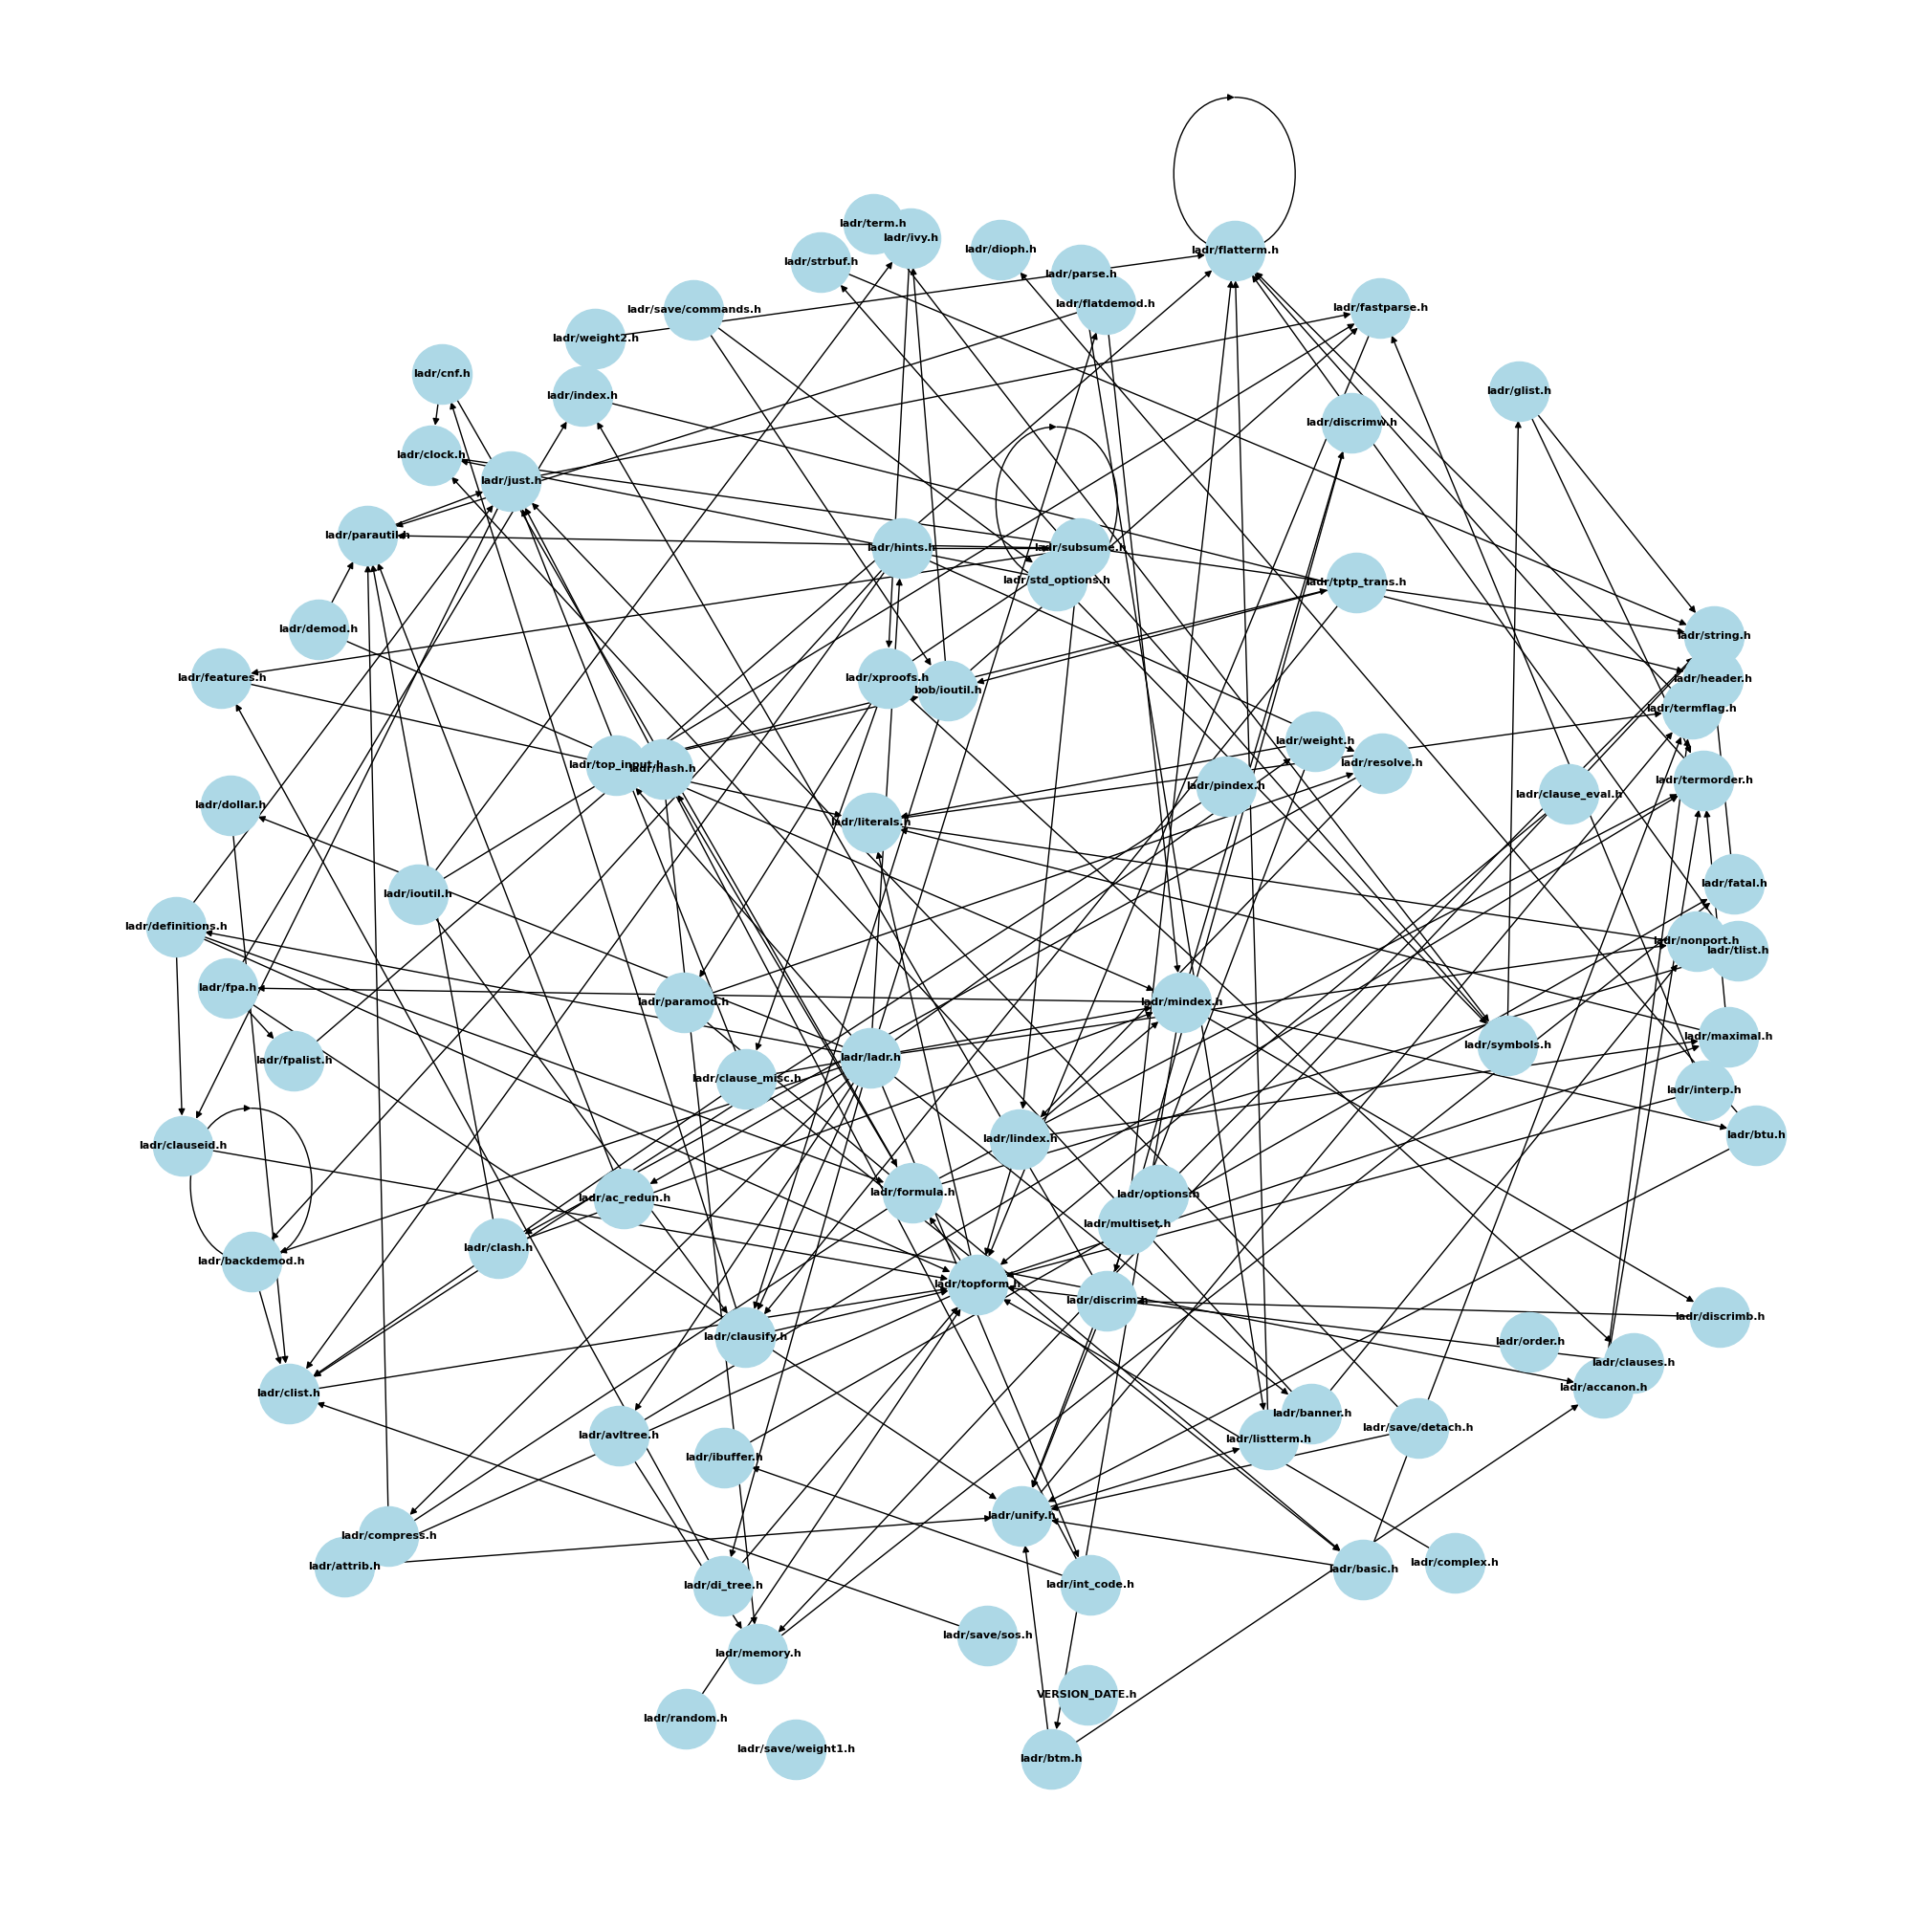 ladr/term.h
ladr/ivy.h
ladr/dioph.h
ladr/flatterm.h
ladr/strbuf.h
ladr/parse.h
ladr/flatdemod.h
ladr/save/commands.h
ladr/fastparse.h
ladr/weight2.h
ladr/cnf.h
ladr/index.h
ladr/glist.h
ladr/discrimw.h
ladr/clock.h
ladr/just.h
ladr/parautil.h
ladr/hints.h
ladr/subsume.h
ladr/std_options.h
ladr/tptp_trans.h
ladr/demod.h
ladr/string.h
ladr/features.h
ladr/xproofs.h
bob/ioutil.h
ladr/header.h
ladr/termflag.h
ladr/weight.h
ladr/top_input.h
ladr/hash.h
ladr/resolve.h
ladr/pindex.h
ladr/clause_eval.h
ladr/termorder.h
ladr/dollar.h
ladr/literals.h
ladr/ioutil.h
ladr/fatal.h
ladr/definitions.h
ladr/nonport.h
ladr/tlist.h
ladr/fpa.h
ladr/paramod.h
ladr/mindex.h
ladr/fpalist.h
ladr/ladr.h
ladr/symbols.h
ladr/maximal.h
ladr/clause_misc.h
ladr/interp.h
ladr/clauseid.h
ladr/lindex.h
ladr/btu.h
ladr/ac_redun.h
ladr/formula.h
ladr/options.h
ladr/multiset.h
ladr/clash.h
ladr/backdemod.h
ladr/topform.h
ladr/discrim.h
ladr/discrimb.h
ladr/clausify.h
ladr/order.h
ladr/clauses.h
ladr/clist.h
ladr/accanon.h
ladr/avltree.h
ladr/banner.h
ladr/listterm.h
ladr/save/detach.h
ladr/ibuffer.h
ladr/unify.h
ladr/compress.h
ladr/attrib.h
ladr/di_tree.h
ladr/int_code.h
ladr/basic.h
ladr/complex.h
ladr/save/sos.h
ladr/memory.h
VERSION_DATE.h
ladr/random.h
ladr/save/weight1.h
ladr/btm.h